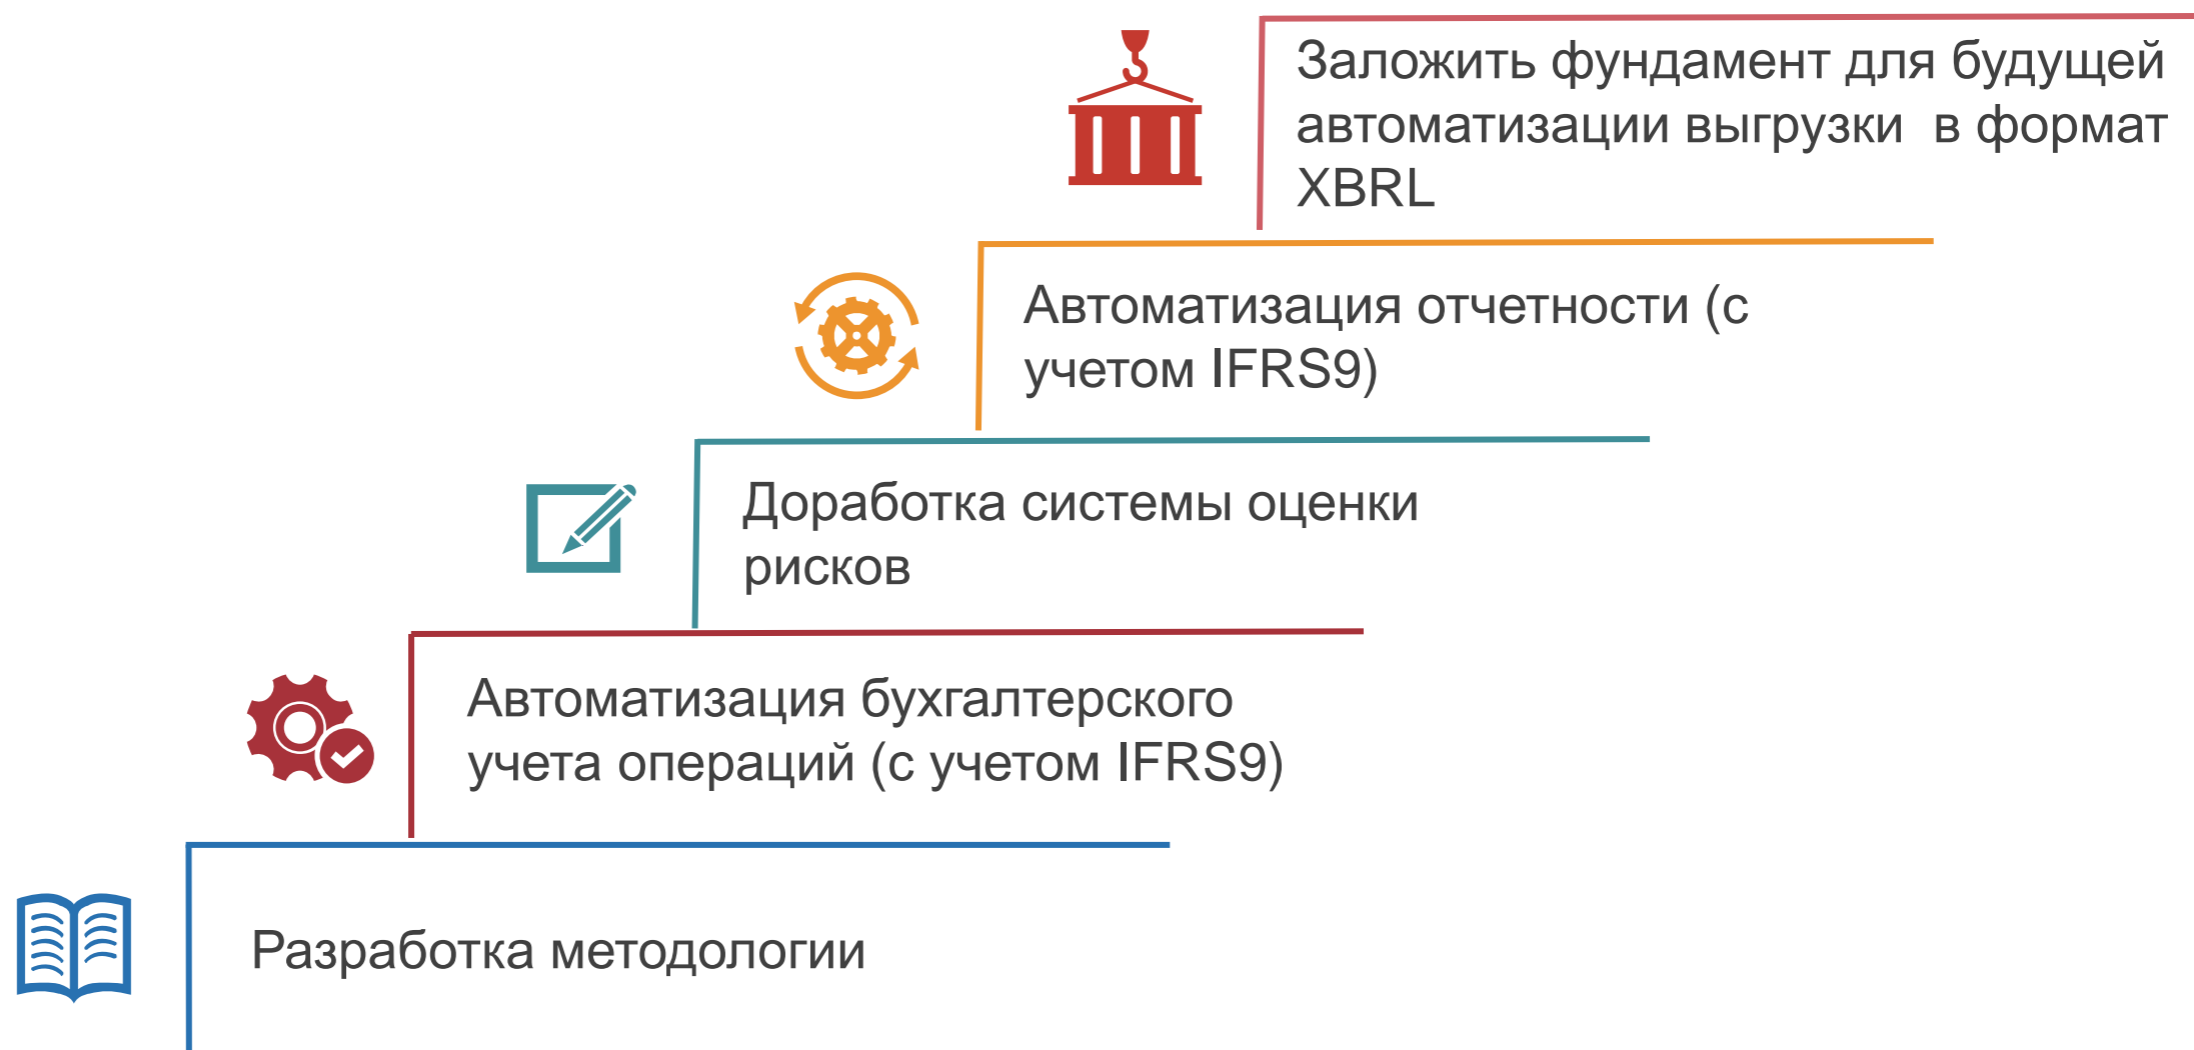 Заложить фундамент для будущей
автоматизации выгрузки  в формат
XBRL
Автоматизация отчетности (с
учетом IFRS9)
Доработка системы оценки
рисков
Автоматизация бухгалтерского
учета операций (с учетом IFRS9)
Разработка методологии